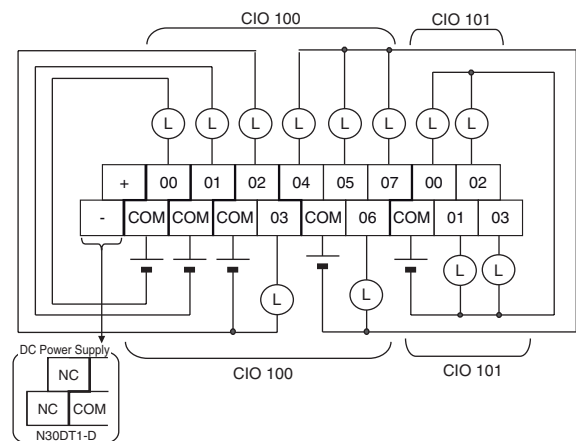 CIO 100
CIO 101
L L L L L L L L
+ 00 01 02 04 05 07 00 02
- COM COM COM 03 COM 06 COM 01 03
L L
L
L
DC Power Supply
NC
NC COM
N30DT1-D
CIO 100
CIO 101